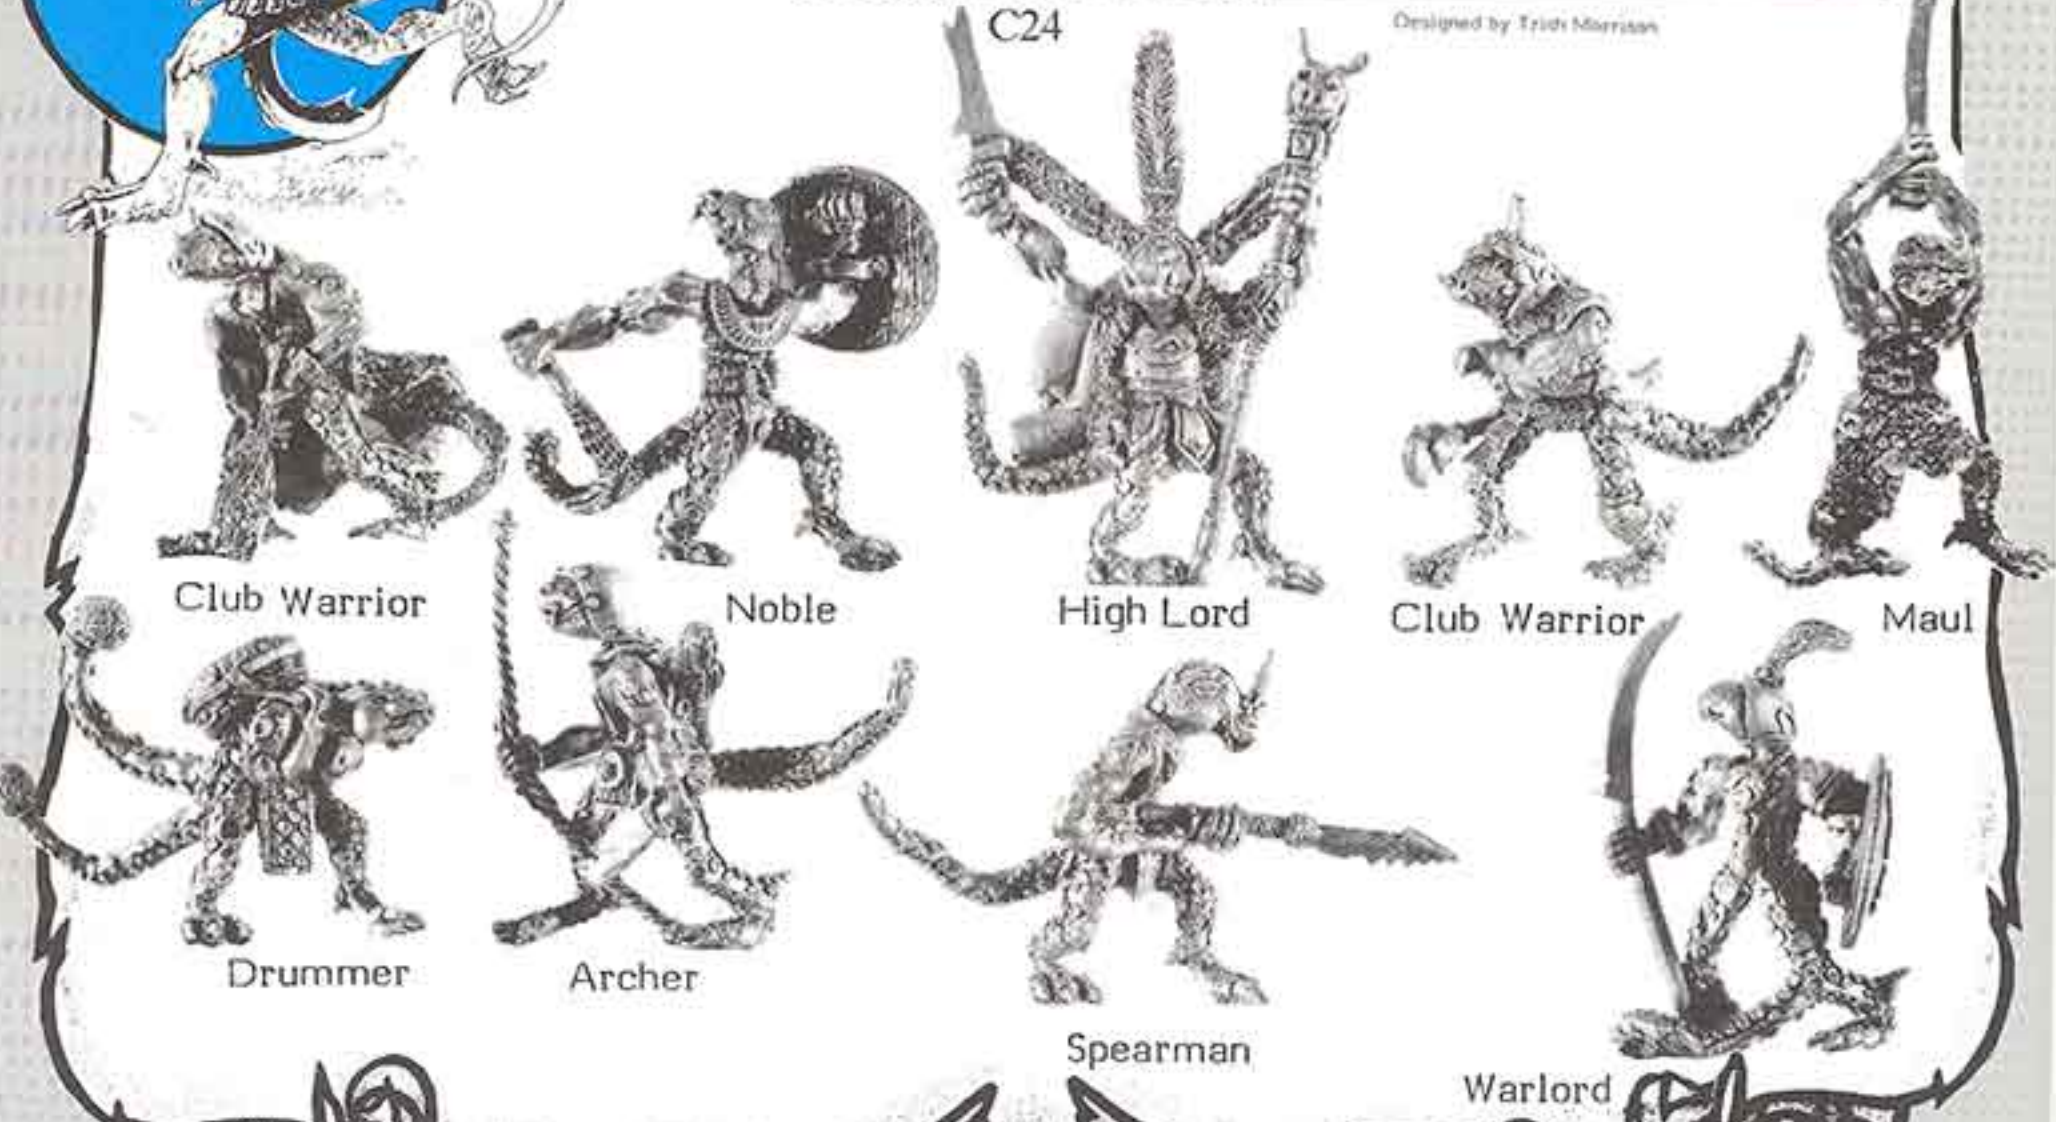 C24
Designed by Trish Morrison
Club Warrior
Noble
High Lord
Club Warrior
Maul
Drummer
Archer
Spearman
Warlord